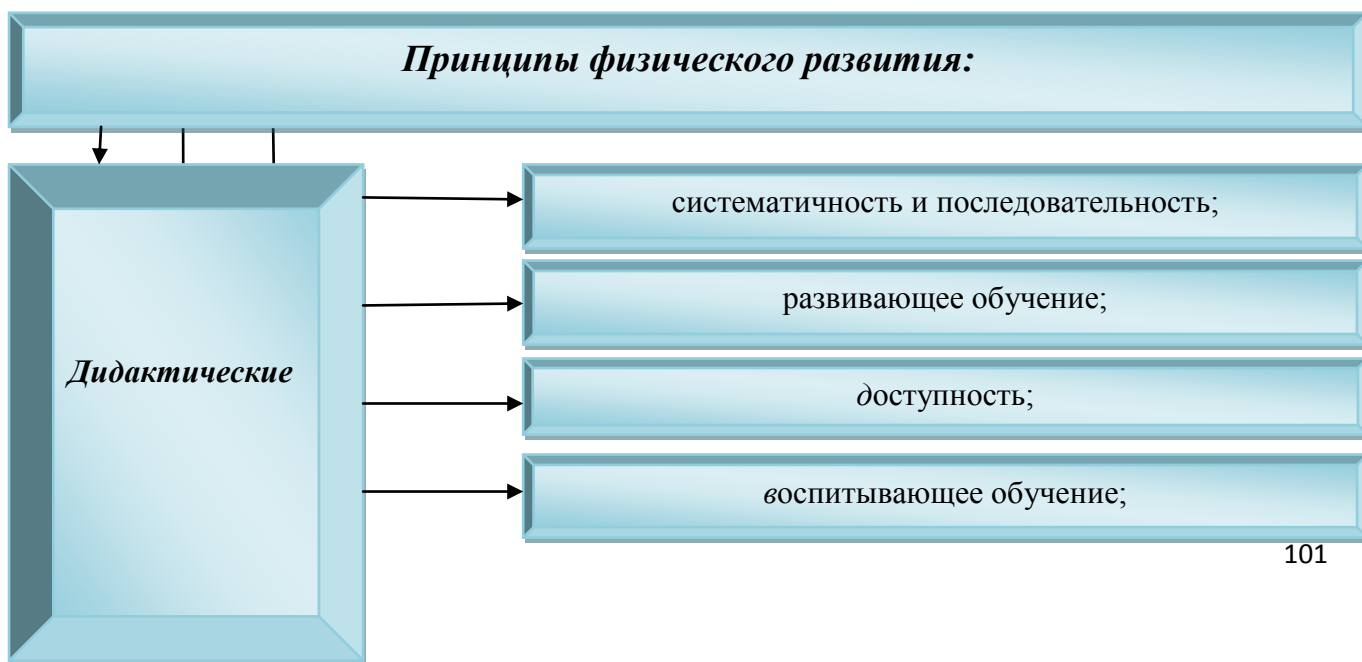 Принципы физического развития:
систематичность и последовательность;
развивающее обучение;
Дидактические
доступность;
воспитывающее обучение;
101